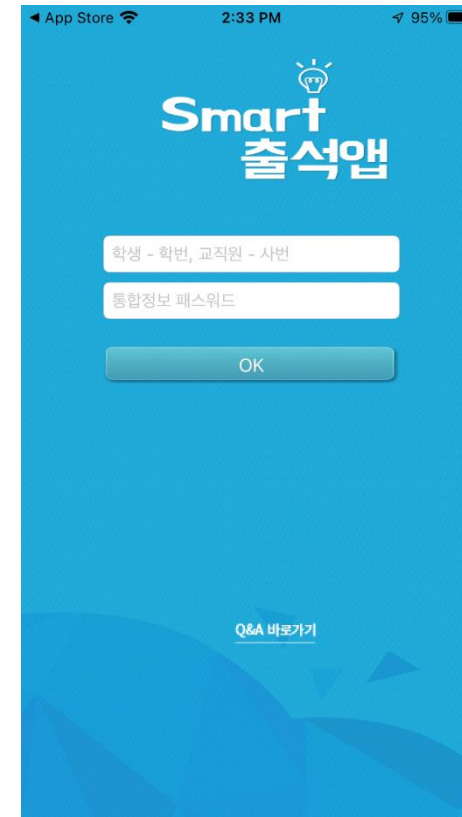 ◀ App Store 2:33 PM 95%
Smart
출석앱
학생 - 학번, 교직원 - 사번
통합정보 패스워드
OK
Q&A 바로가기